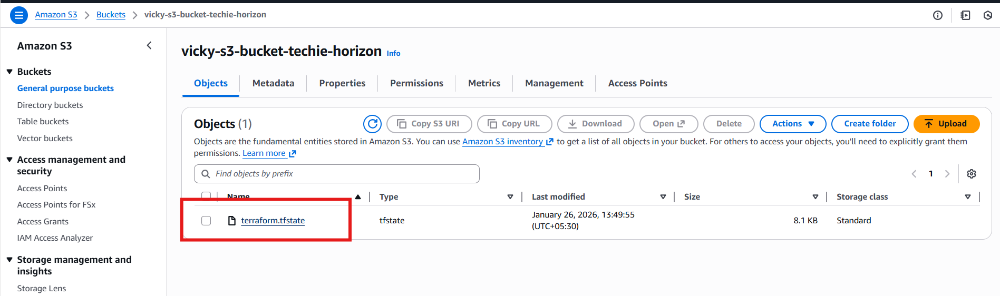 Amazon S3 > Buckets > vicky-s3-bucket-techie-horizon
Amazon S3
Buckets
General purpose buckets
Directory buckets
Table buckets
Vector buckets
Access management and
security
Access Points
Access Points for FSx
Access Grants
IAM Access Analyzer
Storage management and
insights
Storage Lens
vicky-s3-bucket-techie-horizon Info
Objects Metadata Properties Permissions Metrics Management Access Points
Objects (1) Copy S3 URI Copy URL Download Open Delete Actions Create folder Upload
Objects are the fundamental entities stored in Amazon S3. You can use Amazon S3 inventory to get a list of all objects in your bucket. For others to access your objects, you'll need to explicitly grant them
permissions. Learn more
Find objects by prefix 1
Name Type Last modified Size Storage class
terraform.tfstate tfstate January 26, 2026, 13:49:55 8.1 KB Standard
(UTC+05:30)